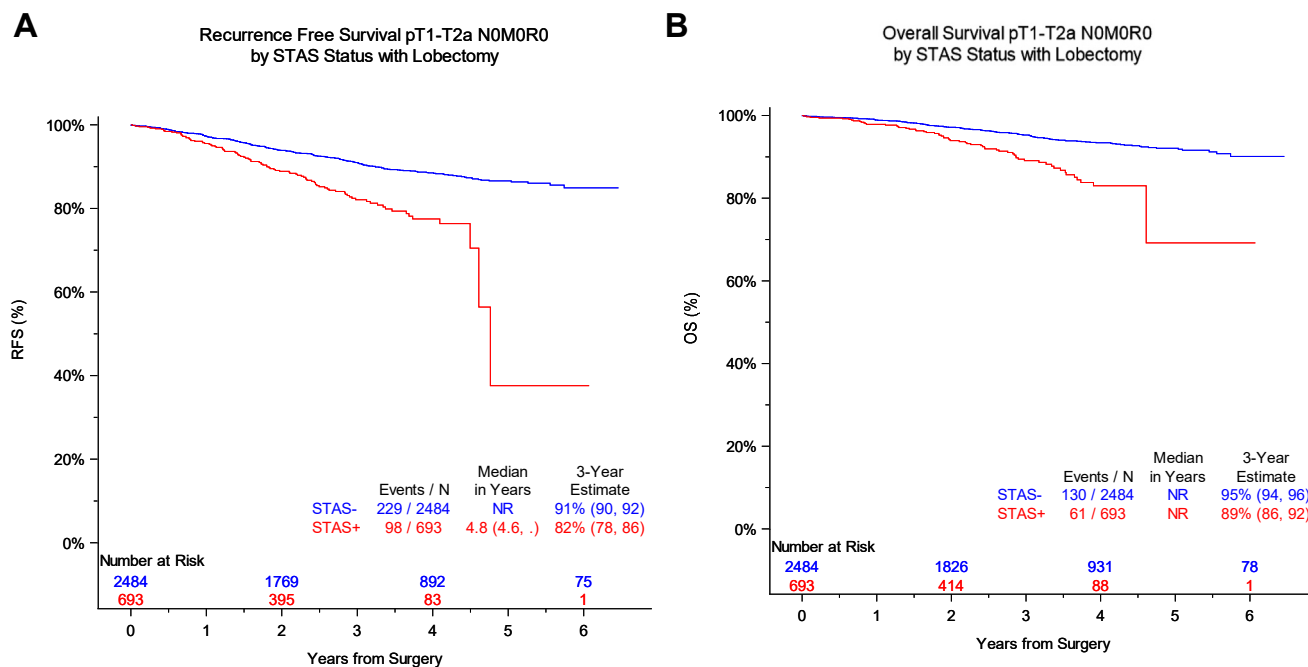 A
Recurrence Free Survival pT1-T2a N0M0R0
by STAS Status with Lobectomy
100%
80%
60%
40%
20%
0%
RFS (%)
Median 3-Year
Events / N in Years Estimate
STAS- 229 / 2484 NR 91% (90, 92)
STAS+ 98 / 693 4.8 (4.6, .) 82% (78, 86)
Number at Risk
2484 1769 892 75
693 395 83 1
0 1 2 3 4 5 6
Years from Surgery
B
Overall Survival pT1-T2a N0M0R0
by STAS Status with Lobectomy
100%
80%
60%
40%
20%
0%
OS (%)
Median 3-Year
Events / N in Years Estimate
STAS- 130 / 2484 NR 95% (94, 96)
STAS+ 61 / 693 NR 89% (86, 92)
Number at Risk
2484 1826 931 78
693 414 88 1
0 1 2 3 4 5 6
Years from Surgery